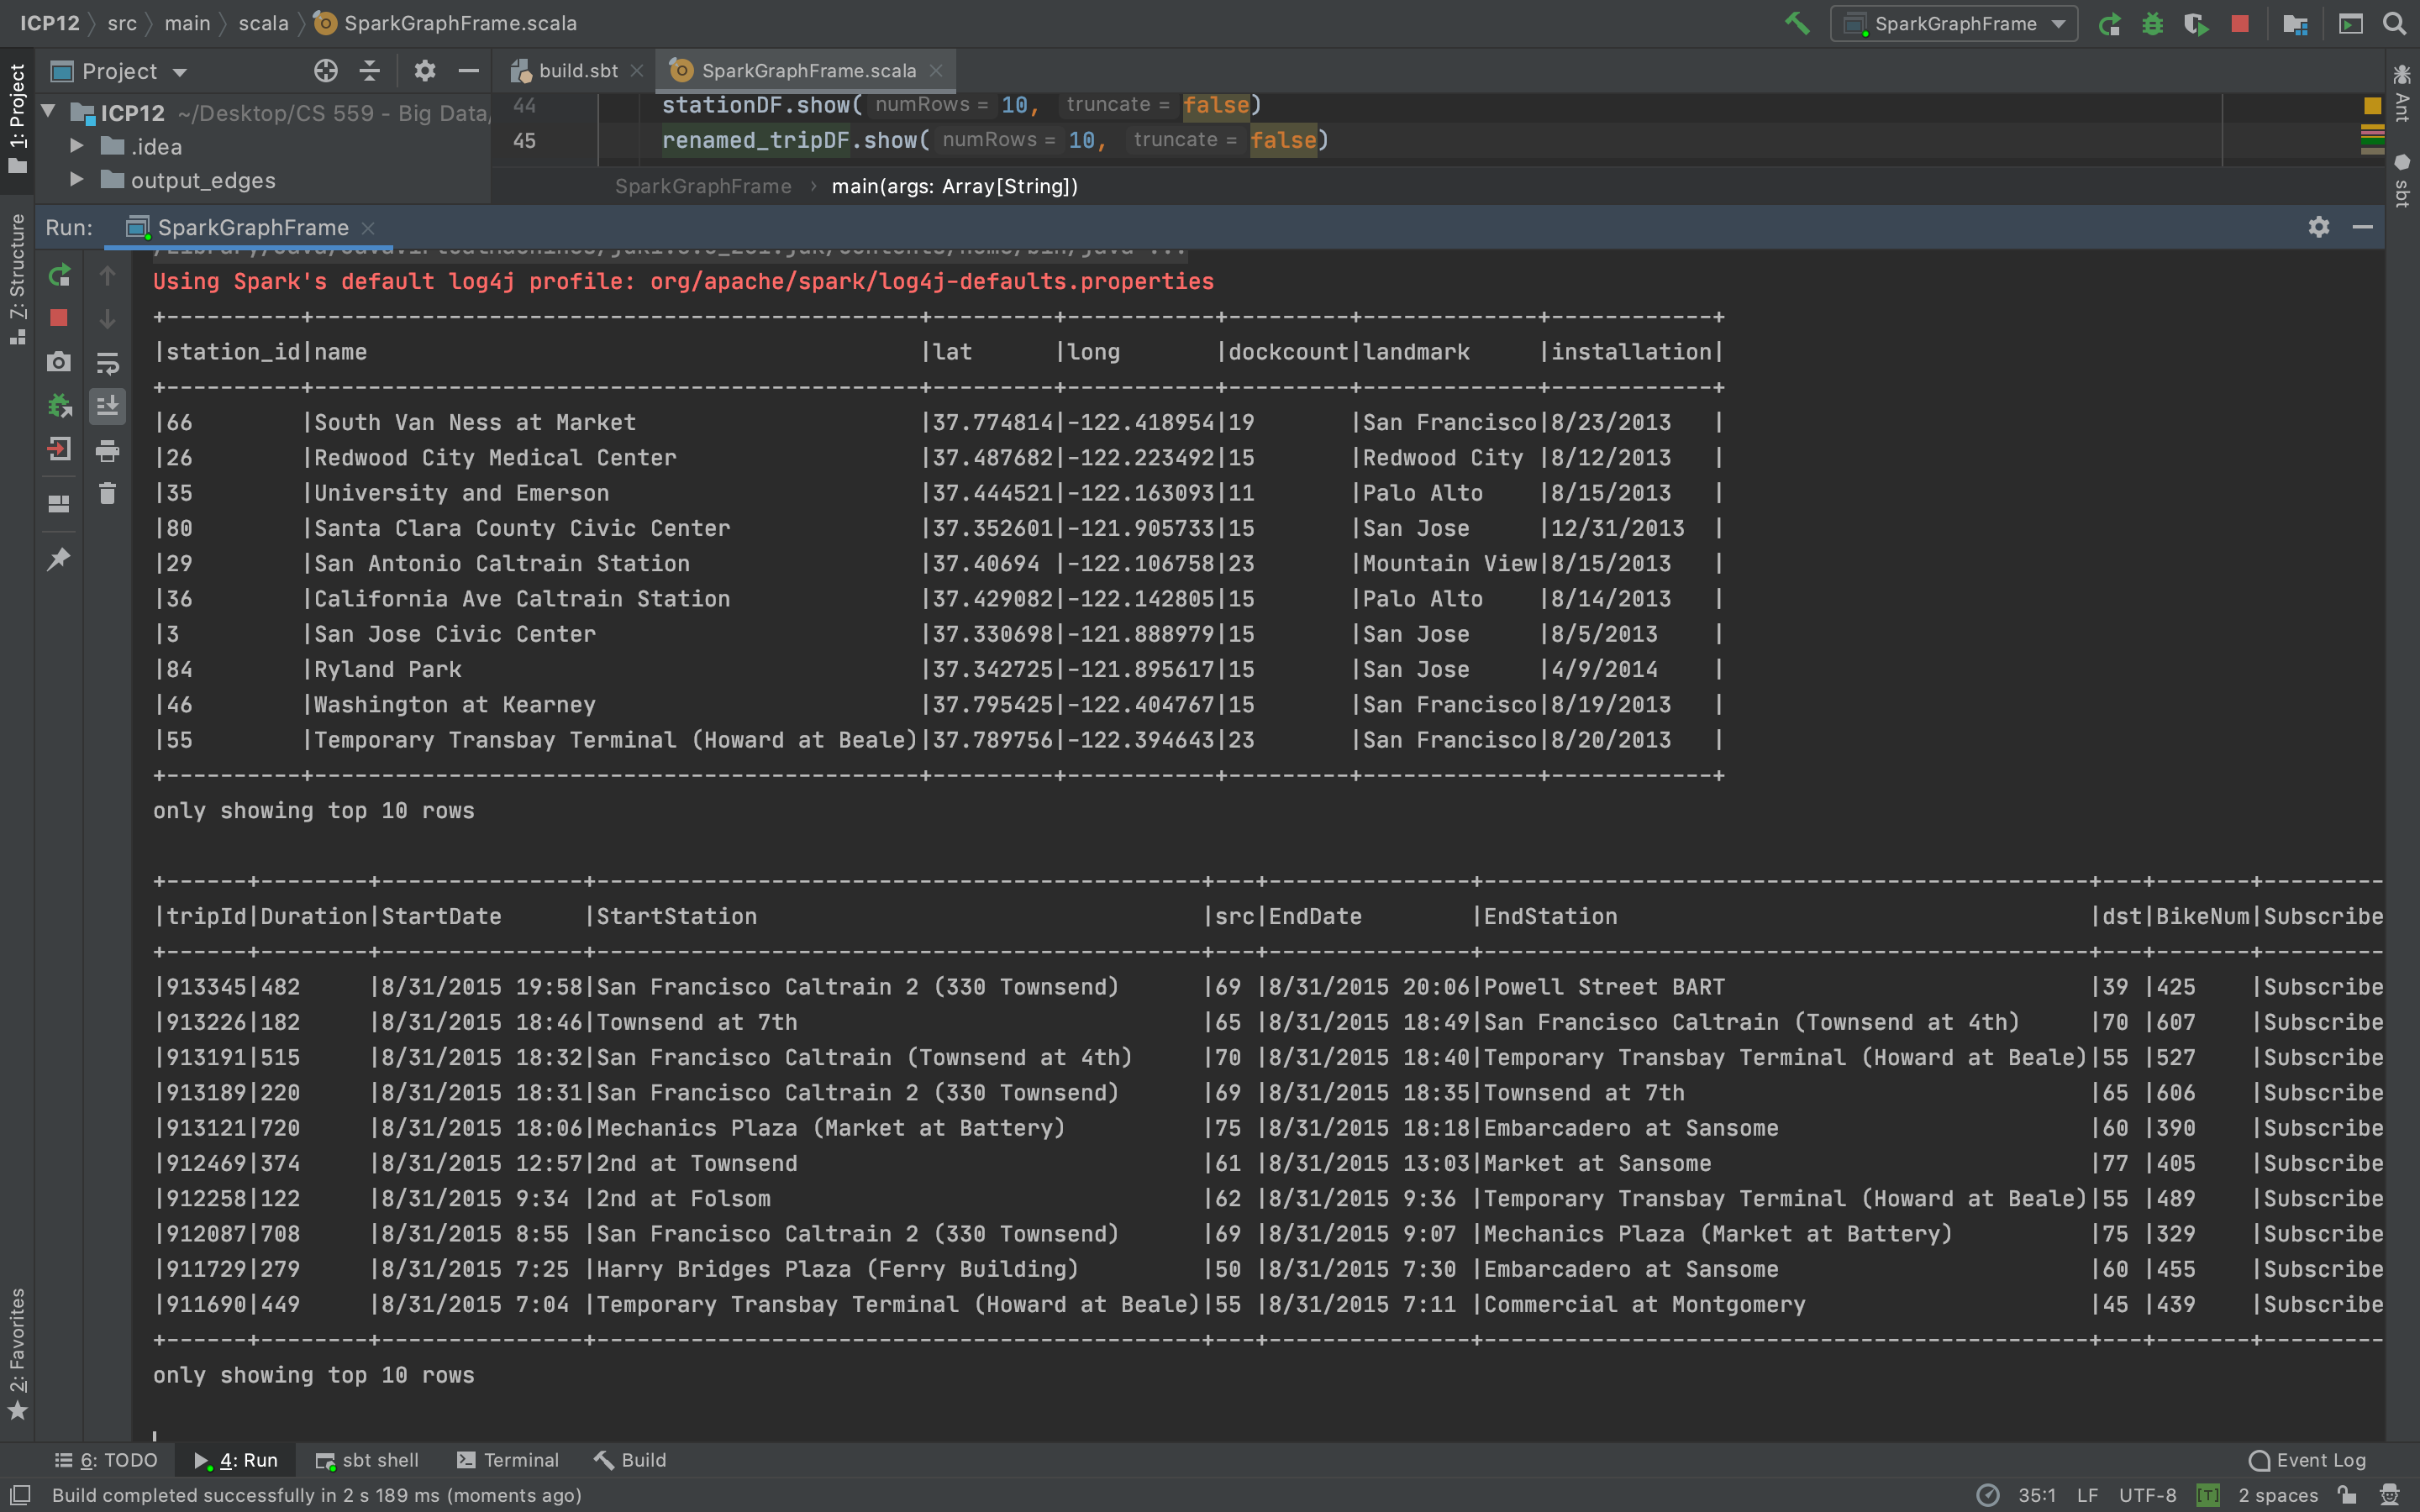 ICP12 src main scala SparkGraphFrame.scala SparkGraphFrame
Project build.sbt SparkGraphFrame.scala
ICP12 ~/Desktop/CS 559 - Big Data/
.idea
output_edges
44 stationDF.show( numRows = 10, truncate = false)
45 renamed_tripDF.show( numRows = 10, truncate = false)
SparkGraphFrame › main(args: Array[String])
1: Project
7: Structure
2: Favorites
Ant
sbt
Run: SparkGraphFrame
Using Spark's default log4j profile: org/apache/spark/log4j-defaults.properties
+----------+---------------------------------------------+---------+-----------+---------+-------------+------------+
|station_id|name                                         |lat      |long       |dockcount|landmark     |installation|
+----------+---------------------------------------------+---------+-----------+---------+-------------+------------+
|66        |South Van Ness at Market                     |37.774814|-122.418954|19       |San Francisco|8/23/2013   |
|26        |Redwood City Medical Center                  |37.487682|-122.223492|15       |Redwood City |8/12/2013   |
|35        |University and Emerson                       |37.444521|-122.163093|11       |Palo Alto    |8/15/2013   |
|80        |Santa Clara County Civic Center              |37.352601|-121.905733|15       |San Jose     |12/31/2013  |
|29        |San Antonio Caltrain Station                 |37.40694 |-122.106758|23       |Mountain View|8/15/2013   |
|36        |California Ave Caltrain Station              |37.429082|-122.142805|15       |Palo Alto    |8/14/2013   |
|3         |San Jose Civic Center                        |37.330698|-121.888979|15       |San Jose     |8/5/2013    |
|84        |Ryland Park                                  |37.342725|-121.895617|15       |San Jose     |4/9/2014    |
|46        |Washington at Kearney                        |37.795425|-122.404767|15       |San Francisco|8/19/2013   |
|55        |Temporary Transbay Terminal (Howard at Beale)|37.789756|-122.394643|23       |San Francisco|8/20/2013   |
+----------+---------------------------------------------+---------+-----------+---------+-------------+------------+
only showing top 10 rows
+------+--------+---------------+---------------------------------------------+---+---------------+---------------------------------------------+---+-------+---------
|tripId|Duration|StartDate      |StartStation                                 |src|EndDate        |EndStation                                   |dst|BikeNum|Subscribe
+------+--------+---------------+---------------------------------------------+---+---------------+---------------------------------------------+---+-------+---------
|913345|482     |8/31/2015 19:58|San Francisco Caltrain 2 (330 Townsend)      |69 |8/31/2015 20:06|Powell Street BART                           |39 |425    |Subscribe
|913226|182     |8/31/2015 18:46|Townsend at 7th                              |65 |8/31/2015 18:49|San Francisco Caltrain (Townsend at 4th)     |70 |607    |Subscribe
|913191|515     |8/31/2015 18:32|San Francisco Caltrain (Townsend at 4th)     |70 |8/31/2015 18:40|Temporary Transbay Terminal (Howard at Beale)|55 |527    |Subscribe
|913189|220     |8/31/2015 18:31|San Francisco Caltrain 2 (330 Townsend)      |69 |8/31/2015 18:35|Townsend at 7th                              |65 |606    |Subscribe
|913121|720     |8/31/2015 18:06|Mechanics Plaza (Market at Battery)          |75 |8/31/2015 18:18|Embarcadero at Sansome                       |60 |390    |Subscribe
|912469|374     |8/31/2015 12:57|2nd at Townsend                              |61 |8/31/2015 13:03|Market at Sansome                            |77 |405    |Subscribe
|912258|122     |8/31/2015 9:34 |2nd at Folsom                                |62 |8/31/2015 9:36 |Temporary Transbay Terminal (Howard at Beale)|55 |489    |Subscribe
|912087|708     |8/31/2015 8:55 |San Francisco Caltrain 2 (330 Townsend)      |69 |8/31/2015 9:07 |Mechanics Plaza (Market at Battery)          |75 |329    |Subscribe
|911729|279     |8/31/2015 7:25 |Harry Bridges Plaza (Ferry Building)         |50 |8/31/2015 7:30 |Embarcadero at Sansome                       |60 |455    |Subscribe
|911690|449     |8/31/2015 7:04 |Temporary Transbay Terminal (Howard at Beale)|55 |8/31/2015 7:11 |Commercial at Montgomery                     |45 |439    |Subscribe
+------+--------+---------------+---------------------------------------------+---+---------------+---------------------------------------------+---+-------+---------
only showing top 10 rows
6: TODO 4: Run sbt shell Terminal Build Event Log
Build completed successfully in 2 s 189 ms (moments ago) 35:1 LF UTF-8 [T] 2 spaces